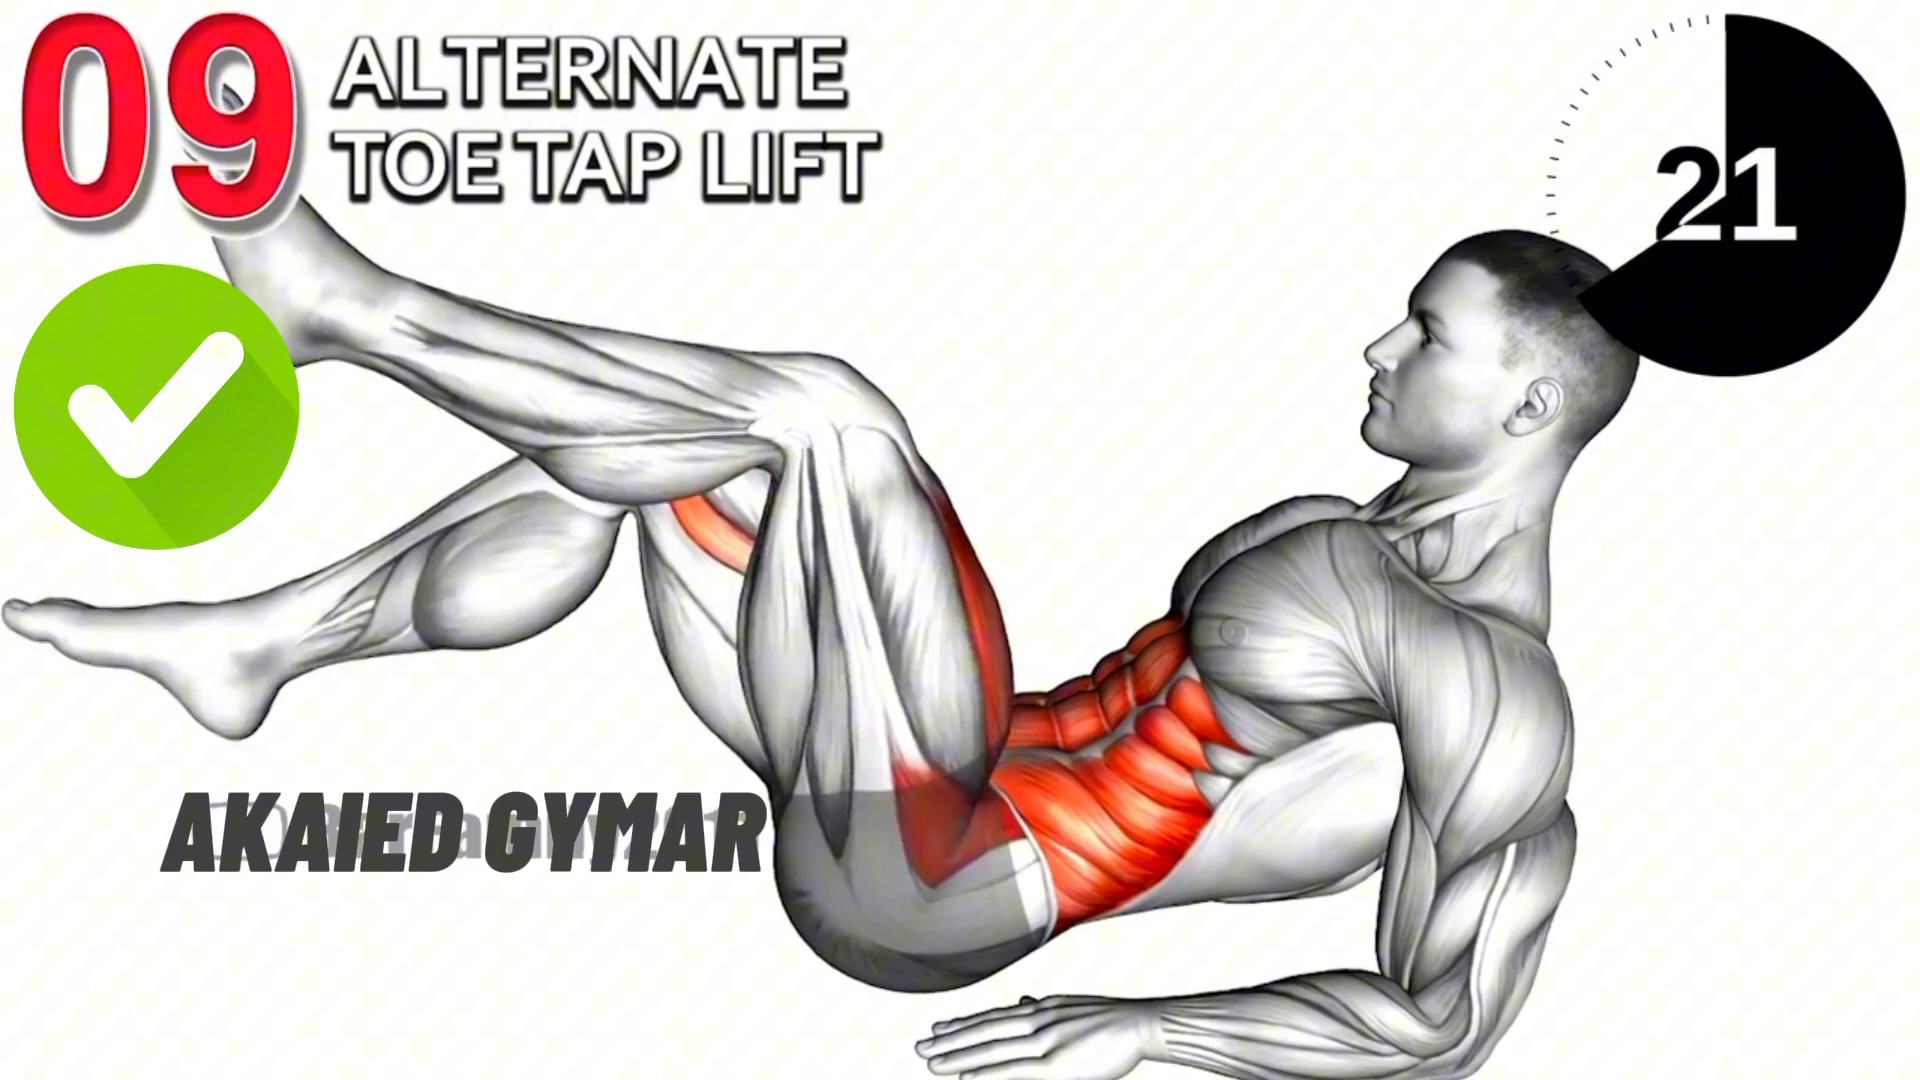 09
ALTERNATE
TOE TAP LIFT
21
AKAIED GYMAR